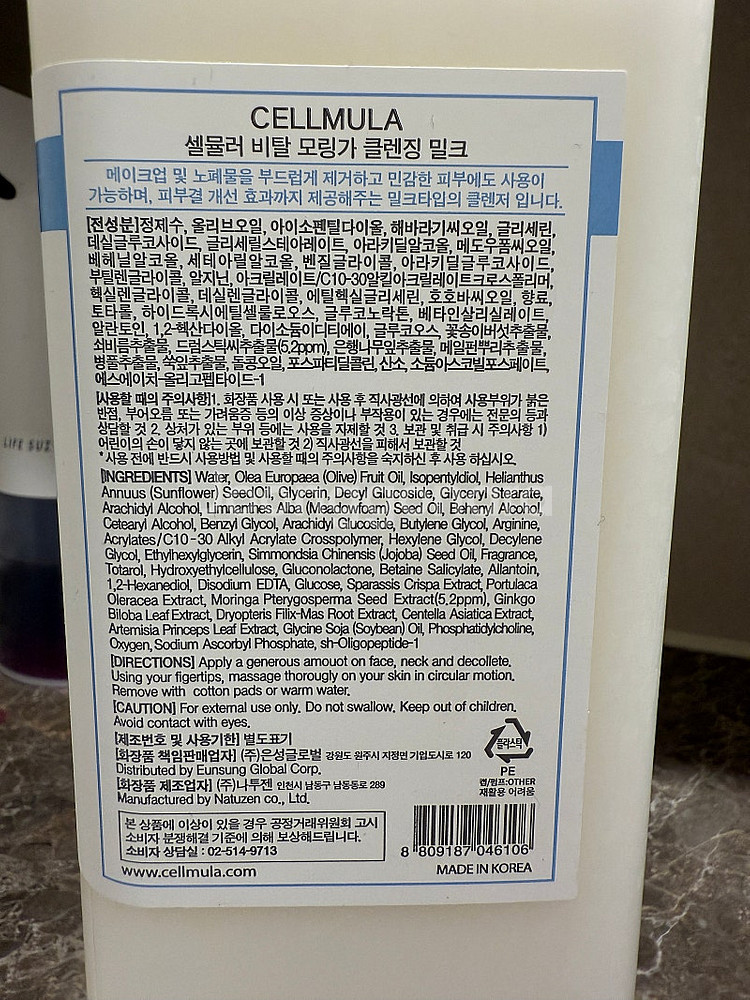 CELLMULA
셀뮬러 비탈 모링가 클렌징 밀크
메이크업 및 노폐물을 부드럽게 제거하고 민감한 피부에도 사용이
가능하며, 피부결 개선 효과까지 제공해주는 밀크타입의 클렌저 입니다.
[전성분]정제수, 올리브오일, 아이소펜틸다이올, 해바라기씨오일, 글리세린,
데실글루코사이드, 글리세릴스테아레이트, 아라키딜알코올, 메도우폼씨오일,
베헤닐알코올, 세테아릴알코올, 벤질글라이콜, 아라키딜글루코사이드,
부틸렌글라이콜, 알지닌, 아크릴레이트/C10-30알킬아크릴레이트크로스폴리머,
헥실렌글라이콜, 데실렌글라이콜, 에틸헥실글리세린, 호호바씨오일, 향료,
토타롤, 하이드록시에틸셀룰로오스, 글루코노락톤, 베타인살리실레이트,
알란토인, 1,2-헥산다이올, 다이소듐이디티에이, 글루코오스, 꽃송이버섯추출물,
쇠비름추출물, 드럼스틱씨추출물(5.2ppm), 은행나무잎추출물, 메일펀뿌리추출물,
병풀추출물, 쑥잎추출물, 돌콩오일, 포스파티딜콜린, 산소, 소듐아스코빌포스페이트,
에스에이치-올리고펩타이드-1
[사용할 때의 주의사항]1. 화장품 사용 시 또는 사용 후 직사광선에 의하여 사용부위가 붉은
반점, 부어오름 또는 가려움증 등의 이상 증상이나 부작용이 있는 경우에는 전문의 등과
상담할 것 2. 상처가 있는 부위 등에는 사용을 자제할 것 3. 보관 및 취급 시 주의사항 1)
어린이의 손이 닿지 않는 곳에 보관할 것 2) 직사광선을 피해서 보관할 것
*사용 전에 반드시 사용방법 및 사용할 때의 주의사항을 숙지하신 후 사용 하십시오.
[INGREDIENTS] Water, Olea Europaea (Olive) Fruit Oil, Isopentyldiol, Helianthus
Annuus (Sunflower) SeedOil, Glycerin, Decyl Glucoside, Glyceryl Stearate,
Arachidyl Alcohol, Limnanthes Alba (Meadowfoam) Seed Oil, Behenyl Alcohol,
Cetearyl Alcohol, Benzyl Glycol, Arachidyl Glucoside, Butylene Glycol, Arginine,
Acrylates/C10-30 Alkyl Acrylate Crosspolymer, Hexylene Glycol, Decylene
Glycol, Ethylhexylglycerin, Simmondsia Chinensis (Jojoba) Seed Oil, Fragrance,
Totarol, Hydroxyethylcellulose, Gluconolactone, Betaine Salicylate, Allantoin,
1,2-Hexanediol, Disodium EDTA, Glucose, Sparassis Crispa Extract, Portulaca
Oleracea Extract, Moringa Pterygosperma Seed Extract(5.2ppm), Ginkgo
Biloba Leaf Extract, Dryopteris Filix-Mas Root Extract, Centella Asiatica Extract,
Artemisia Princeps Leaf Extract, Glycine Soja (Soybean) Oil, Phosphatidylcholine,
Oxygen, Sodium Ascorbyl Phosphate, sh-Oligopeptide-1
[DIRECTIONS] Apply a generous amouot on face, neck and decollete.
Using your figertips, massage thorougly on your skin in circular motion.
Remove with cotton pads or warm water.
[CAUTION] For external use only. Do not swallow. Keep out of children.
Avoid contact with eyes.
[제조번호 및 사용기한] 별도표기
[화장품 책임판매업자] (주)은성글로벌 강원도 원주시 지정면 기업도시로 120
Distributed by Eunsung Global Corp.
[화장품 제조업자] (주)나투젠 인천시 남동구 남동동로 289
Manufactured by Natuzen co., Ltd.
플라스틱
PE
캡/펌프:OTHER
재활용 어려움
본 상품에 이상이 있을 경우 공정거래위원회 고시
소비자 분쟁해결 기준에 의해 보상해드립니다.
소비자 상담실 : 02-514-9713
8 809187 046106
www.cellmula.com
MADE IN KOREA